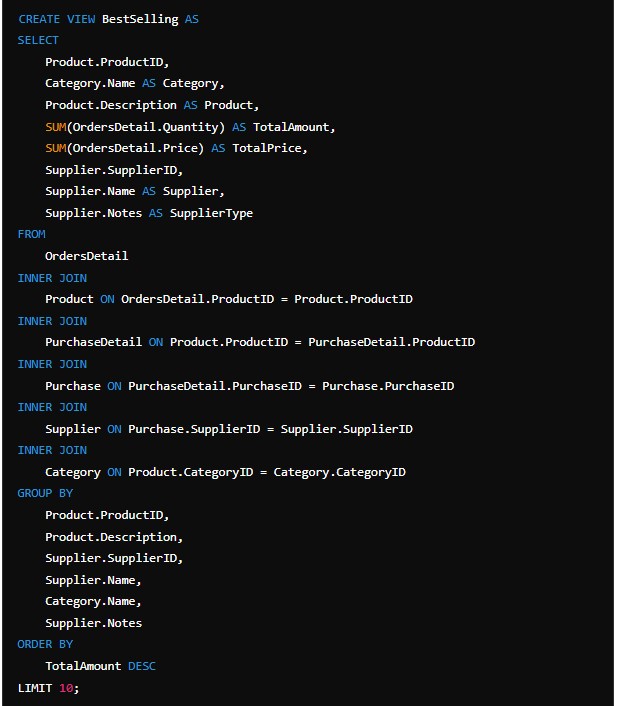 CREATE VIEW BestSelling AS
SELECT
Product.ProductID,
Category.Name AS Category,
Product.Description AS Product,
SUM(OrdersDetail.Quantity) AS TotalAmount,
SUM(OrdersDetail.Price) AS TotalPrice,
Supplier.SupplierID,
Supplier.Name AS Supplier,
Supplier.Notes AS SupplierType
FROM
OrdersDetail
INNER JOIN
Product ON OrdersDetail.ProductID = Product.ProductID
INNER JOIN
PurchaseDetail ON Product.ProductID = PurchaseDetail.ProductID
INNER JOIN
Purchase ON PurchaseDetail.PurchaseID = Purchase.PurchaseID
INNER JOIN
Supplier ON Purchase.SupplierID = Supplier.SupplierID
INNER JOIN
Category ON Product.CategoryID = Category.CategoryID
GROUP BY
Product.ProductID,
Product.Description,
Supplier.SupplierID,
Supplier.Name,
Category.Name,
Supplier.Notes
ORDER BY
TotalAmount DESC
LIMIT 10;